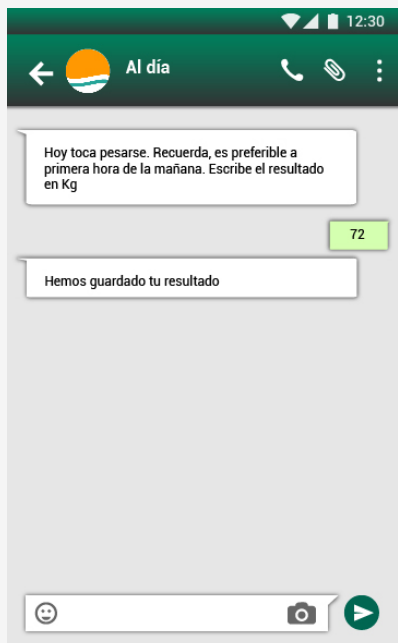 12:30
Al día
Hoy toca pesarse. Recuerda, es preferible a
primera hora de la mañana. Escribe el resultado
en Kg
72
Hemos guardado tu resultado